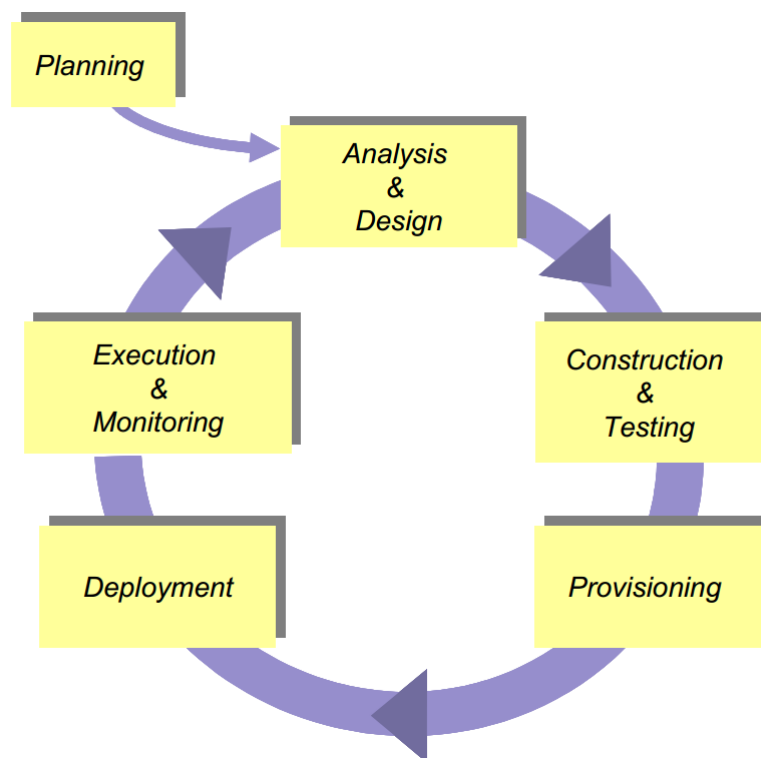 Planning
Analysis
&
Design
Execution
&
Monitoring
Construction
&
Testing
Deployment
Provisioning